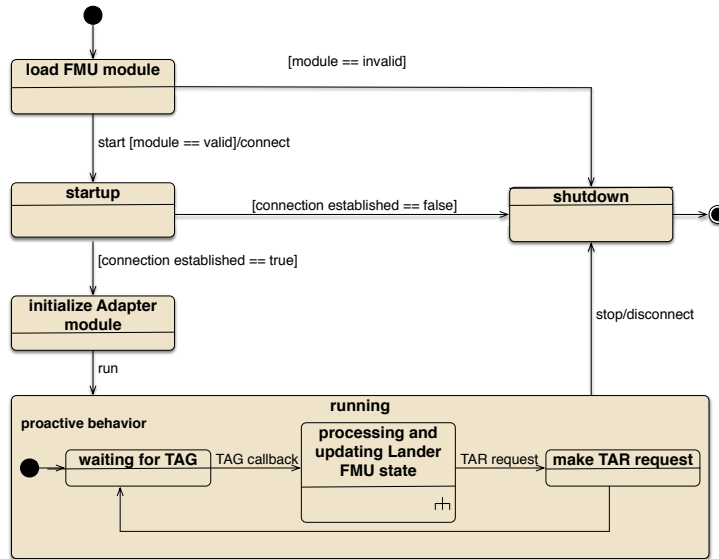 load FMU module
[module == invalid]
start [module == valid]/connect
startup
[connection established == false]
shutdown
[connection established == true]
initialize Adapter
module
stop/disconnect
run
running
proactive behavior
waiting for TAG
TAG callback
processing and
updating Lander
FMU state
TAR request
make TAR request